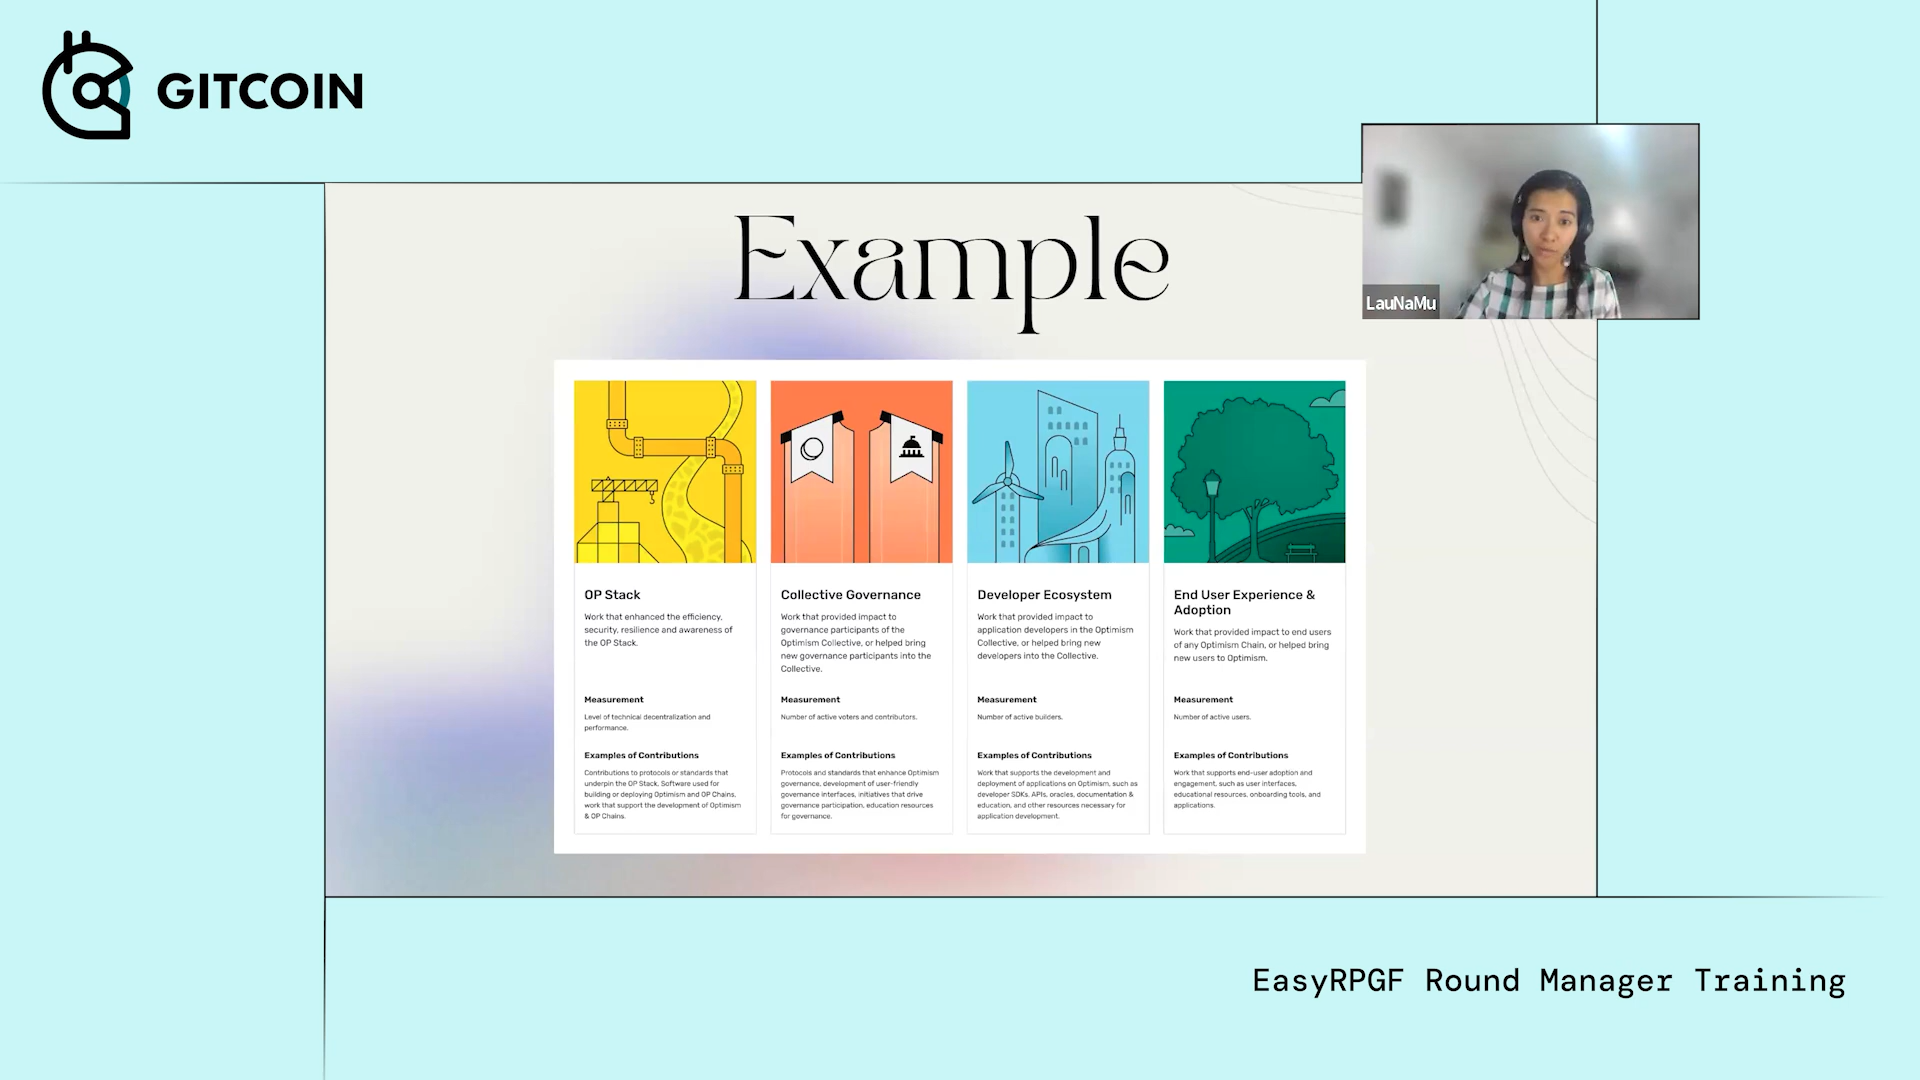 GITCOIN
LauNaMu
Example
OP Stack
Work that enhanced the efficiency,
security, resilience and awareness of
the OP Stack.
Measurement
Level of technical decentralization and
performance.
Examples of Contributions
Contributions to protocols or standards that
underpin the OP Stack, Software used for
building or deploying Optimism and OP Chains,
work that support the development of Optimism
& OP Chains.
Collective Governance
Work that provided impact to
governance participants of the
Optimism Collective, or helped bring
new governance participants into the
Collective.
Measurement
Number of active voters and contributors.
Examples of Contributions
Protocols and standards that enhance Optimism
governance, development of user-friendly
governance interfaces, initiatives that drive
governance participation, education resources
for governance.
Developer Ecosystem
Work that provided impact to
application developers in the Optimism
Collective, or helped bring new
developers into the Collective.
Measurement
Number of active builders.
Examples of Contributions
Work that supports the development and
deployment of applications on Optimism, such as
developer SDKs, APIs, oracles, documentation &
education, and other resources necessary for
application development.
End User Experience &
Adoption
Work that provided impact to end users
of any Optimism Chain, or helped bring
new users to Optimism.
Measurement
Number of active users.
Examples of Contributions
Work that supports end-user adoption and
engagement, such as user interfaces,
educational resources, onboarding tools, and
applications.
EasyRPGF Round Manager Training